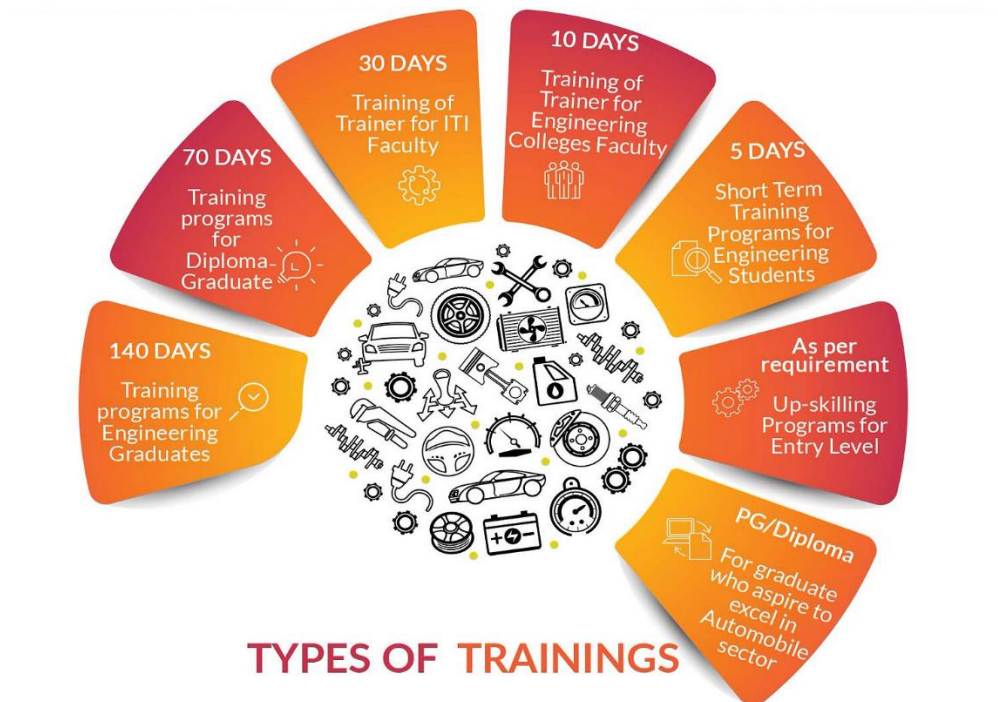 140 DAYS
Training
programs for
Engineering
Graduates
70 DAYS
Training
programs
for
Diploma-
Graduate
30 DAYS
Training of
Trainer for ITI
Faculty
10 DAYS
Training of
Trainer for
Engineering
Colleges Faculty
5 DAYS
Short Term
Training
Programs for
Engineering
Students
As per
requirement
Up-skilling
Programs for
Entry Level
PG/Diploma
For graduate
who aspire to
excel in
Automobile
sector
TYPES OF TRAININGS